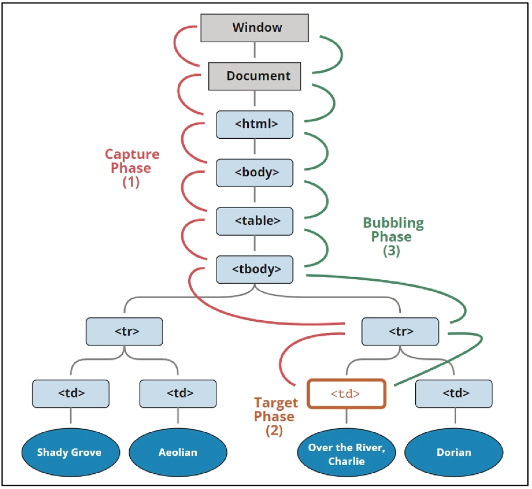 Window
Document
<html>
Capture
Phase
(1)
<body>
<table>
Bubbling
Phase
(3)
<tbody>
<tr>
<tr>
<td>
<td>
Target
Phase
(2)
<td>
<td>
Shady Grove
Aeolian
Over the River,
Charlie
Dorian